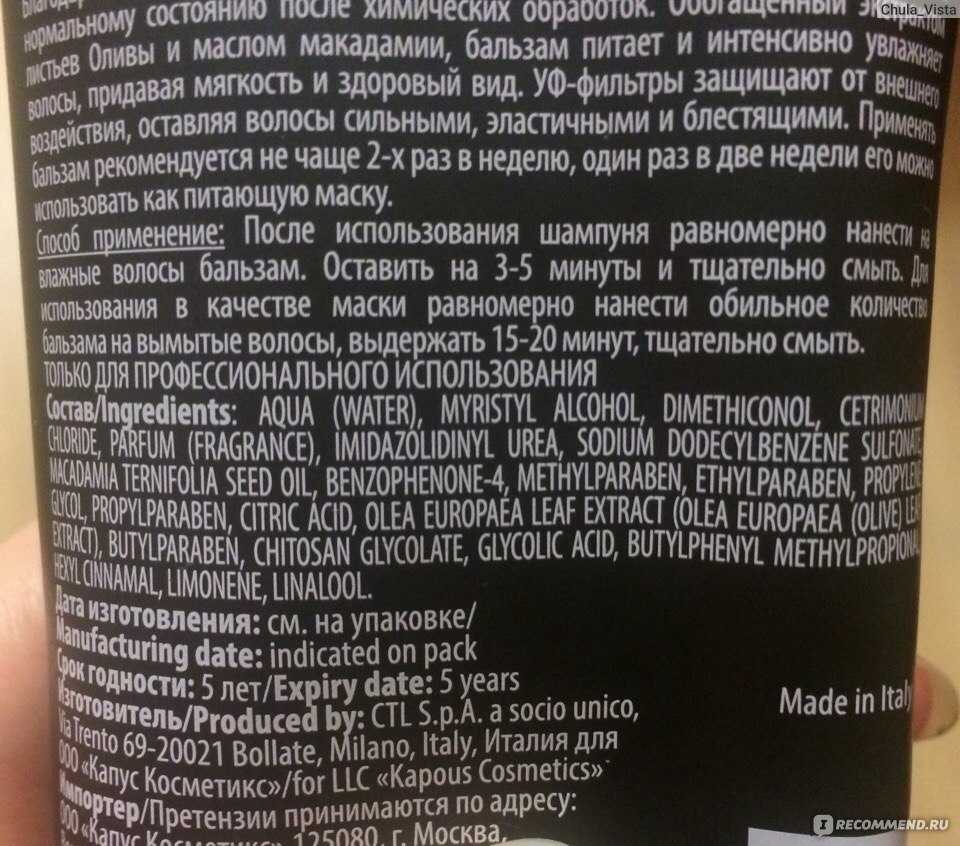 Chula_Vista
нормальному состоянию после химических обработок. Обогащенный экстрактом
листьев Оливы и маслом макадамии, бальзам питает и интенсивно увлажняет
волосы, придавая мягкость и здоровый вид. УФ-фильтры защищают от внешнего
воздействия, оставляя волосы сильными, эластичными и блестящими. Применять
бальзам рекомендуется не чаще 2-х раз в неделю, один раз в две недели его можно
использовать как питающую маску.
Способ применение: После использования шампуня равномерно нанести на
влажные волосы бальзам. Оставить на 3-5 минуты и тщательно смыть. Для
использования в качестве маски равномерно нанести обильное количество
бальзама на вымытые волосы, выдержать 15-20 минут, тщательно смыть.
ТОЛЬКО ДЛЯ ПРОФЕССИОНАЛЬНОГО ИСПОЛЬЗОВАНИЯ
Состав/Ingredients: AQUA (WATER), MYRISTYL ALCOHOL, DIMETHICONOL, CETRIMONIUM
CHLORIDE, PARFUM (FRAGRANCE), IMIDAZOLIDINYL UREA, SODIUM DODECYLBENZENE SULFONATE,
MACADAMIA TERNIFOLIA SEED OIL, BENZOPHENONE-4, METHYLPARABEN, ETHYLPARABEN, PROPYLENE
GLYCOL, PROPYLPARABEN, CITRIC ACID, OLEA EUROPAEA LEAF EXTRACT (OLEA EUROPAEA (OLIVE) LEAF
EXTRACT), BUTYLPARABEN, CHITOSAN GLYCOLATE, GLYCOLIC ACID, BUTYLPHENYL METHYLPROPIONAL
HEXYL CINNAMAL, LIMONENE, LINALOOL.
Дата изготовления: см. на упаковке/
Manufacturing date: indicated on pack
Срок годности: 5 лет/Expiry date: 5 years
Изготовитель/Produced by: CTL S.p.A. a socio unico,
Via Trento 69-20021 Bollate, Milano, Italy, Италия для
ООО «Капус Косметикс»/for LLC «Kapous Cosmetics»
Импортер/Претензии принимаются по адресу:
ООО «Капус Косметикс» 125080, г. Москва,
Made in Italy
IRECOMMEND.RU